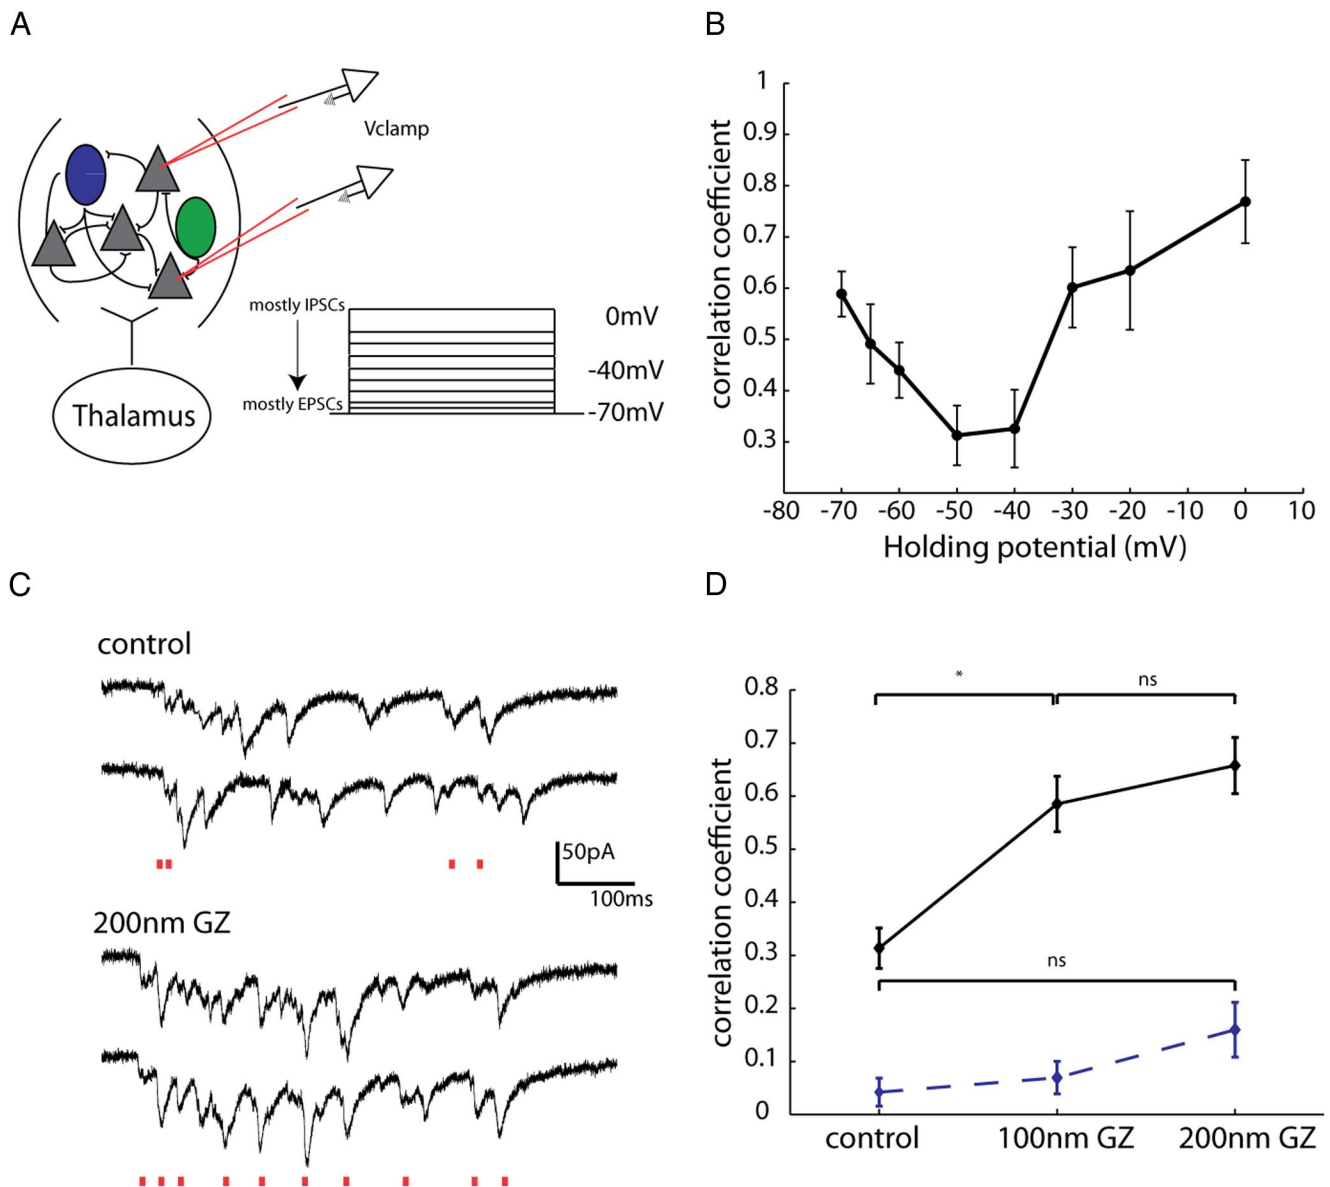 A
Vclamp
mostly IPSCs
0mV
-40mV
mostly EPSCs
-70mV
Thalamus
B
1
0.9
0.8
0.7
0.6
0.5
0.4
0.3
correlation coefficient
-80 -70 -60 -50 -40 -30 -20 -10 0 10
Holding potential (mV)
C
control
50pA
100ms
200nm GZ
D
* ns
0.8
0.7
0.6
0.5
0.4
0.3
0.2
0.1
0
correlation coefficient
ns
control 100nm GZ 200nm GZ